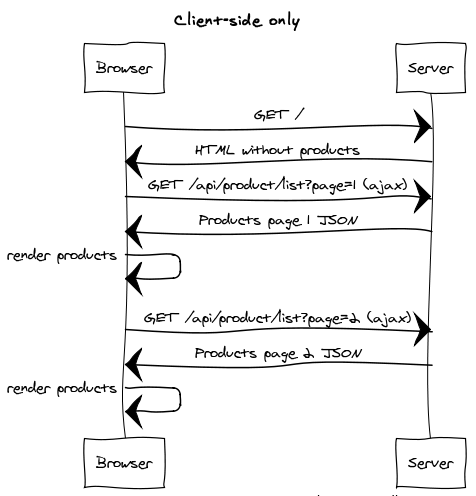 Client-side only
Browser
Server
GET /
HTML without products
GET /api/product/list?page=1 (ajax)
Products page 1 JSON
render products
GET /api/product/list?page=2 (ajax)
Products page 2 JSON
render products
Browser
Server